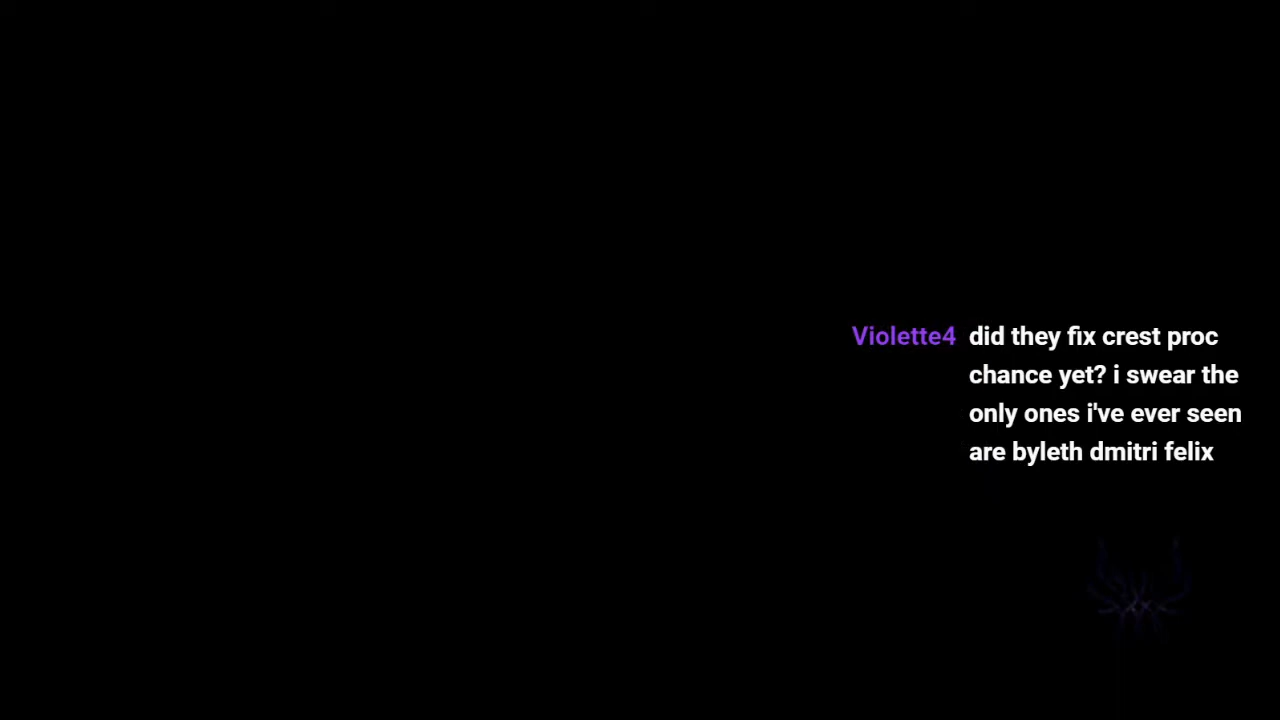 Violette4 did they fix crest proc
chance yet? i swear the
only ones i've ever seen
are byleth dmitri felix